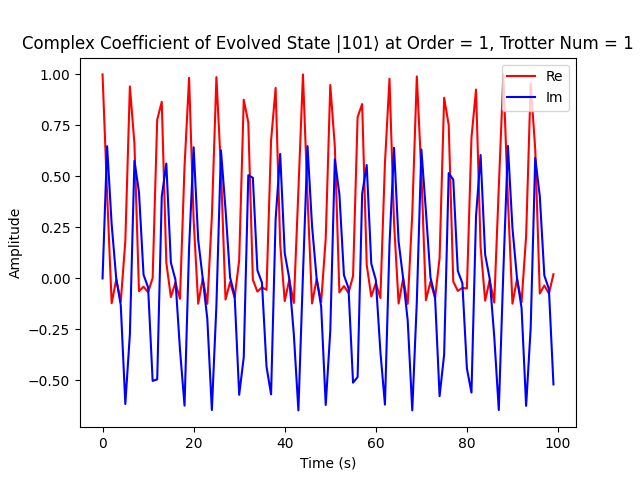 Complex Coefficient of Evolved State |101⟩ at Order = 1, Trotter Num = 1
Re
Im
1.00
0.75
0.50
0.25
0.00
−0.25
−0.50
Amplitude
0
20
40
60
80
100
Time (s)